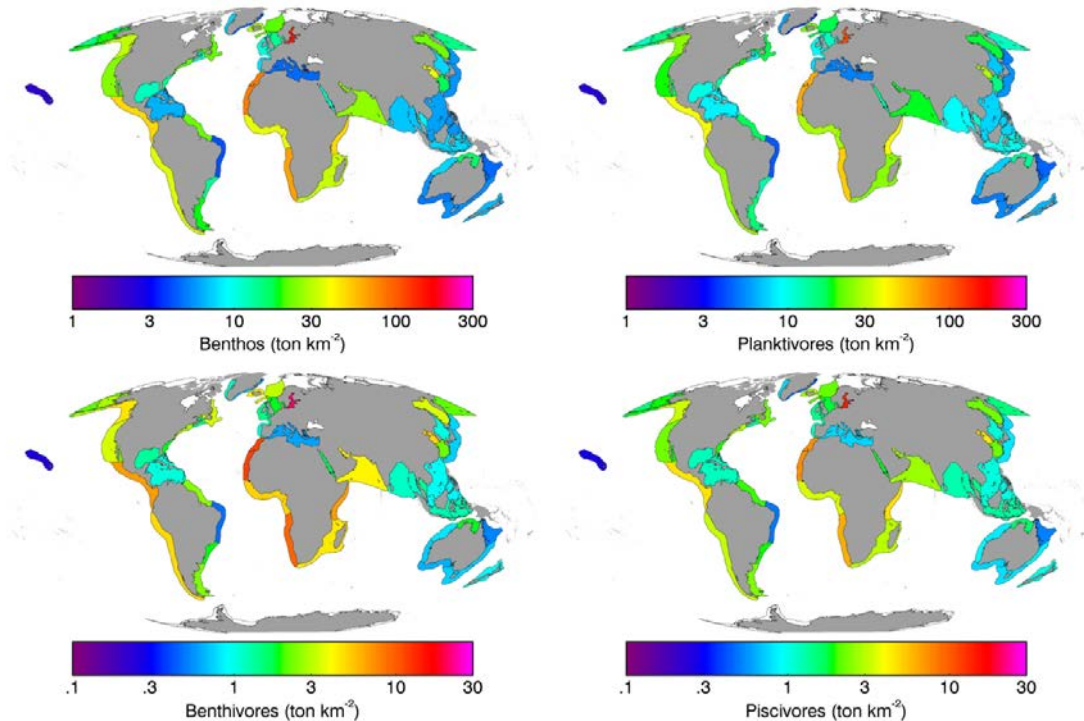 1 3 10 30 100 300
Benthos (ton km⁻²)
1 3 10 30 100 300
Planktivores (ton km⁻²)
.1 .3 1 3 10 30
Benthivores (ton km⁻²)
.1 .3 1 3 10 30
Piscivores (ton km⁻²)